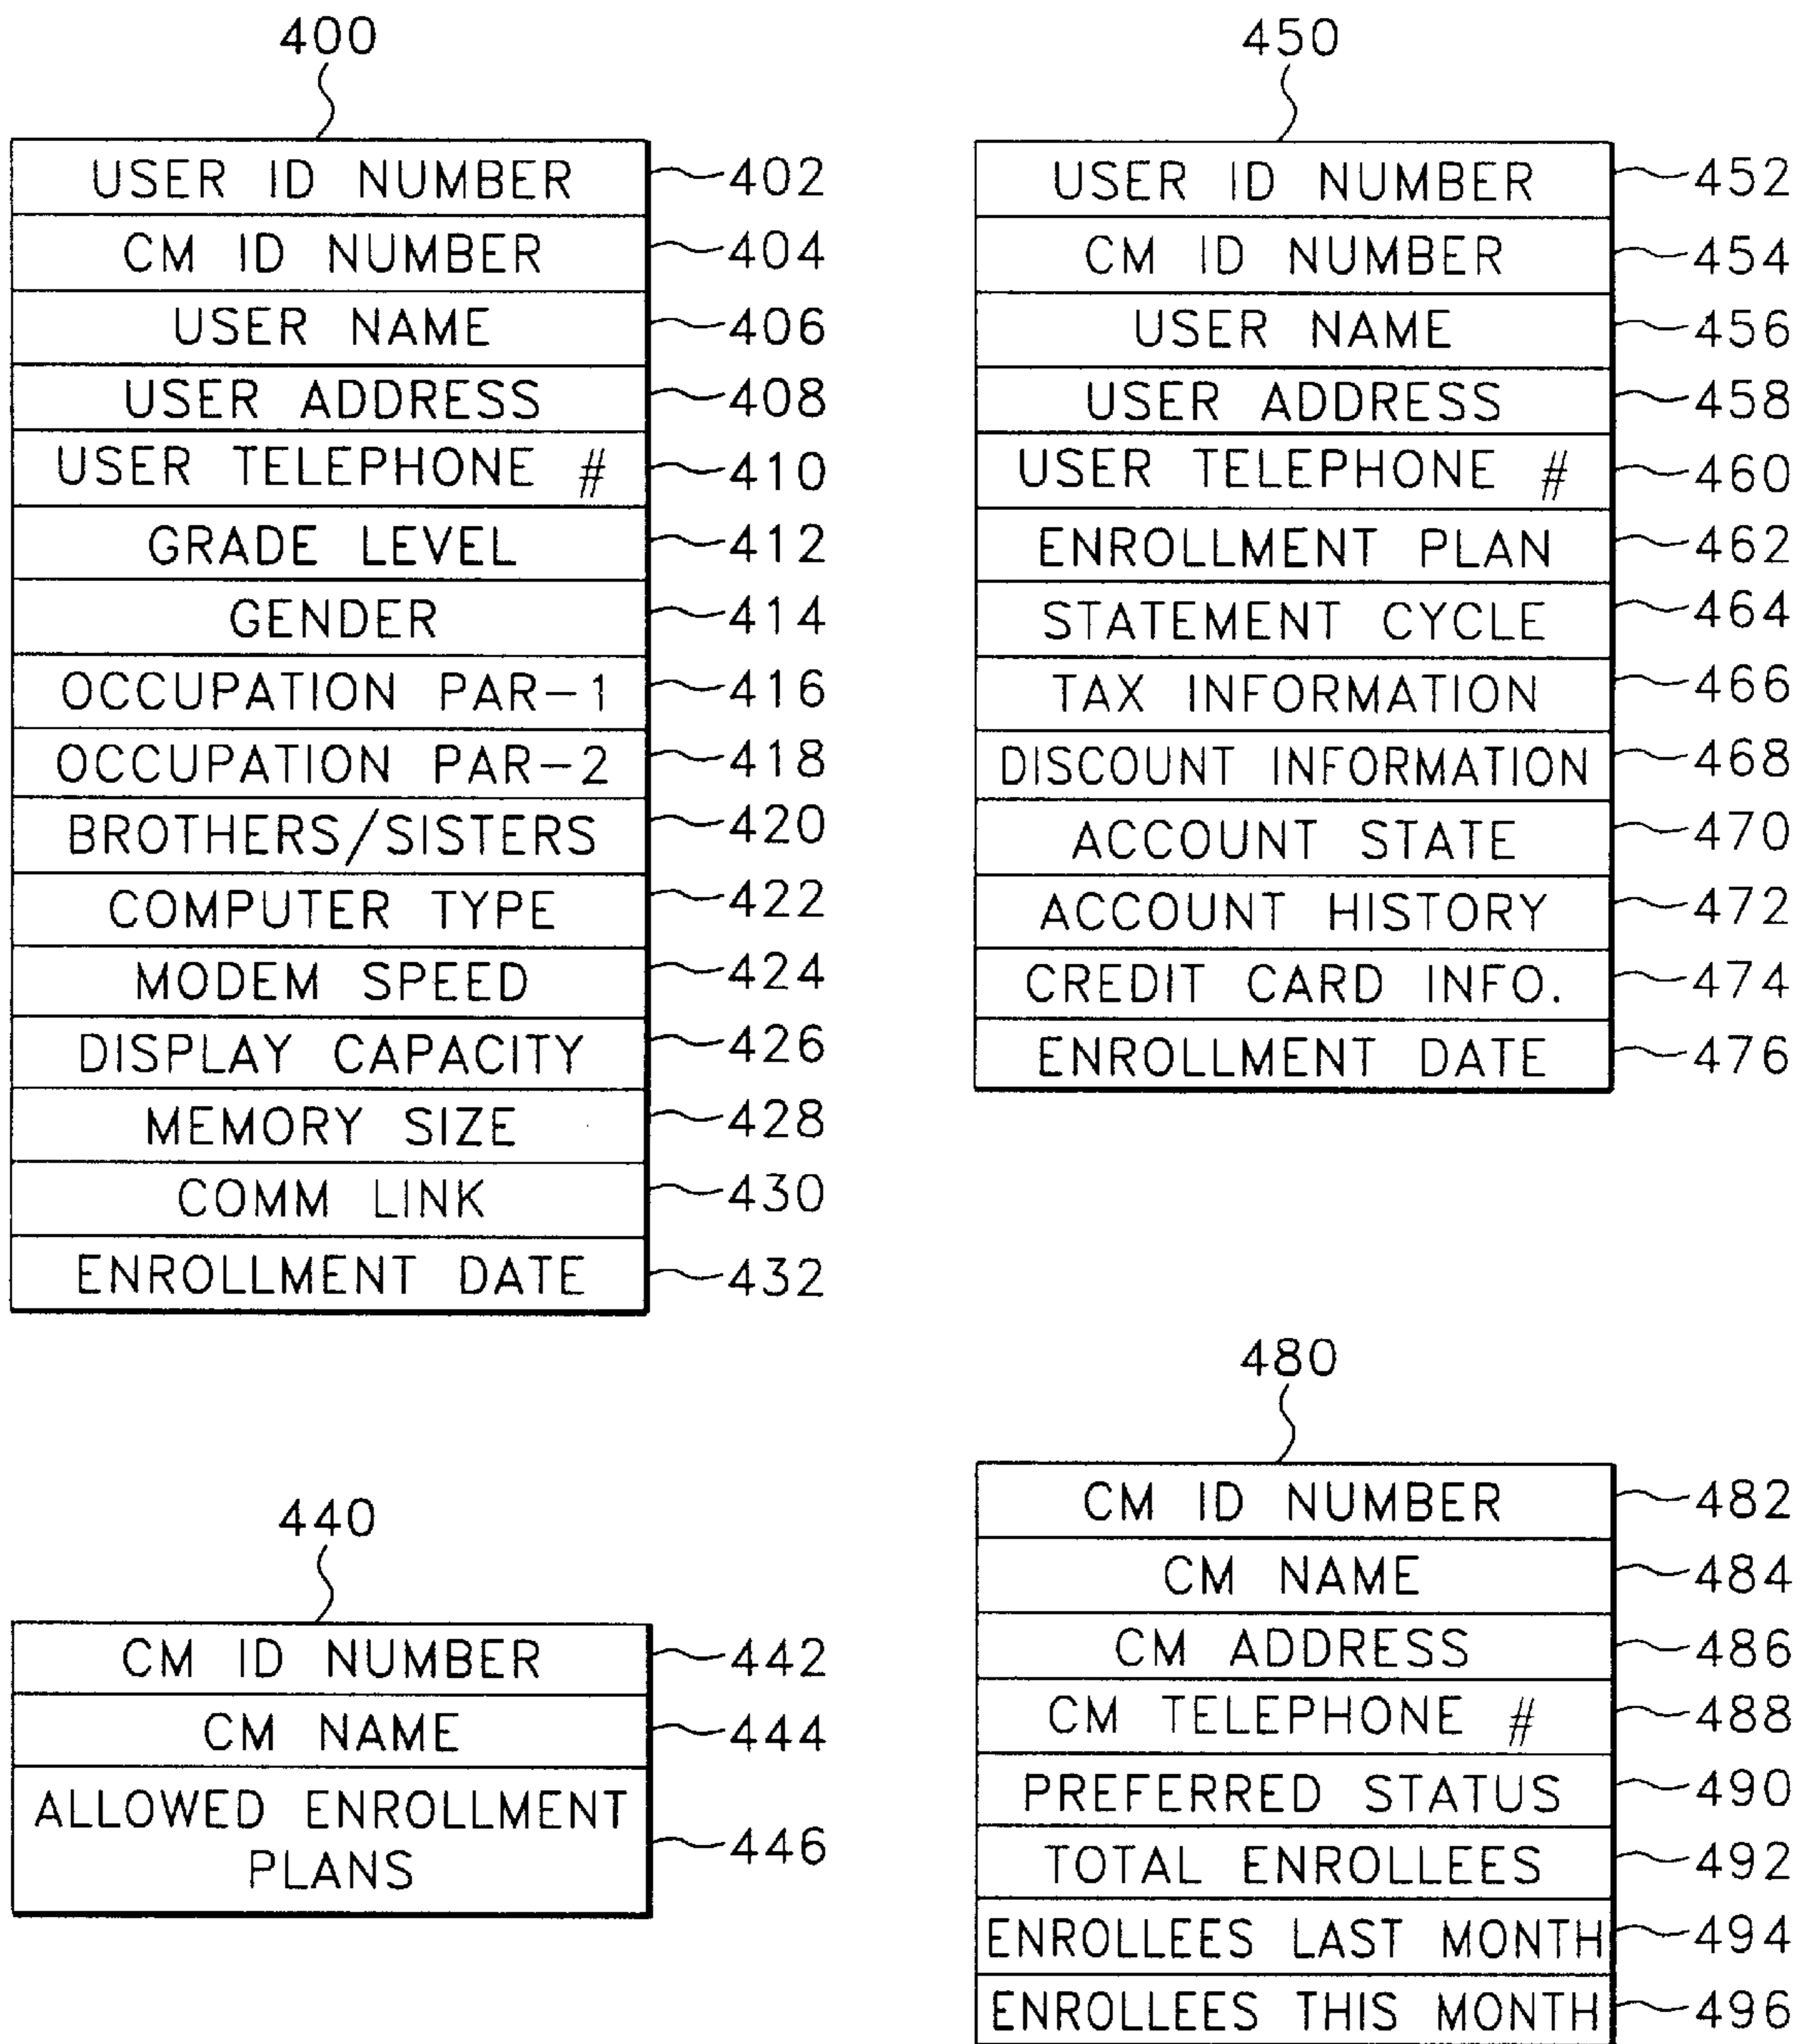 400
USER ID NUMBER 402
CM ID NUMBER 404
USER NAME 406
USER ADDRESS 408
USER TELEPHONE # 410
GRADE LEVEL 412
GENDER 414
OCCUPATION PAR-1 416
OCCUPATION PAR-2 418
BROTHERS/SISTERS 420
COMPUTER TYPE 422
MODEM SPEED 424
DISPLAY CAPACITY 426
MEMORY SIZE 428
COMM LINK 430
ENROLLMENT DATE 432
440
CM ID NUMBER 442
CM NAME 444
ALLOWED ENROLLMENT
PLANS 446
450
USER ID NUMBER 452
CM ID NUMBER 454
USER NAME 456
USER ADDRESS 458
USER TELEPHONE # 460
ENROLLMENT PLAN 462
STATEMENT CYCLE 464
TAX INFORMATION 466
DISCOUNT INFORMATION 468
ACCOUNT STATE 470
ACCOUNT HISTORY 472
CREDIT CARD INFO. 474
ENROLLMENT DATE 476
480
CM ID NUMBER 482
CM NAME 484
CM ADDRESS 486
CM TELEPHONE # 488
PREFERRED STATUS 490
TOTAL ENROLLEES 492
ENROLLEES LAST MONTH 494
ENROLLEES THIS MONTH 496